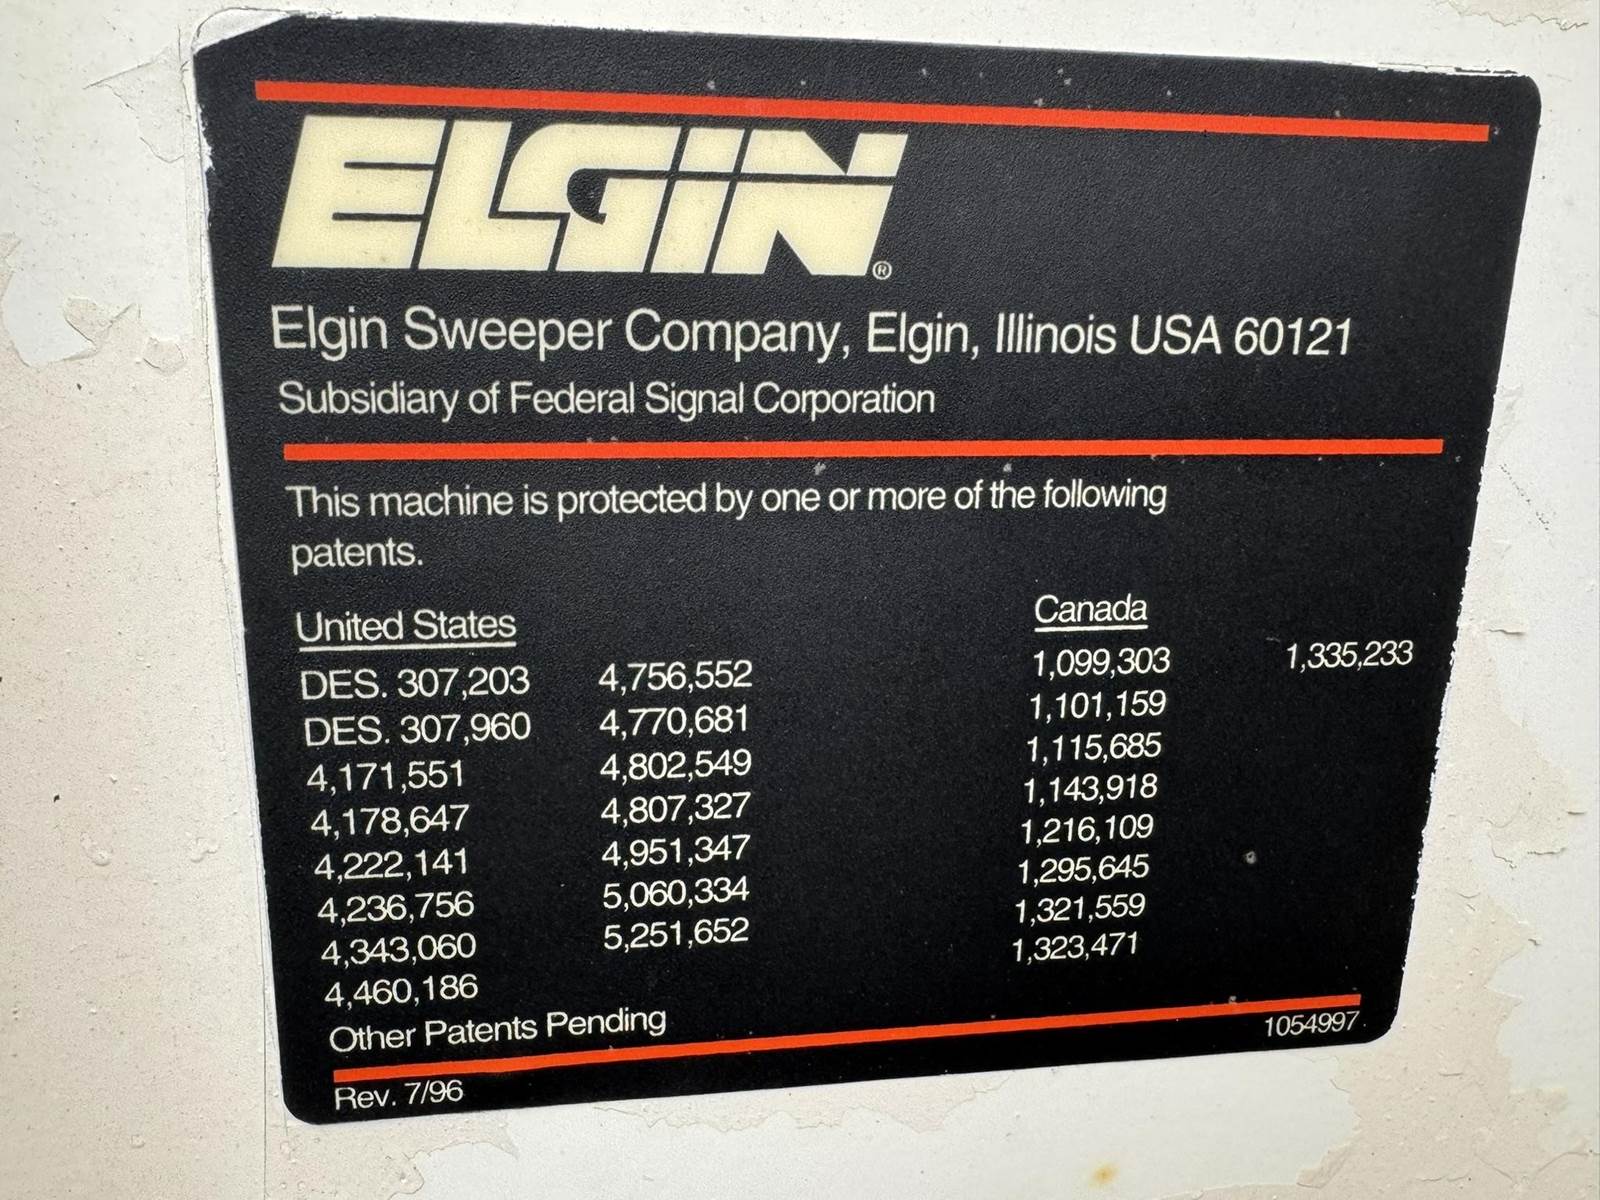 ELGIN®
Elgin Sweeper Company, Elgin, Illinois USA 60121
Subsidiary of Federal Signal Corporation
This machine is protected by one or more of the following
patents.
United States
DES. 307,203
DES. 307,960
4,171,551
4,178,647
4,222,141
4,236,756
4,343,060
4,460,186
4,756,552
4,770,681
4,802,549
4,807,327
4,951,347
5,060,334
5,251,652
Canada
1,099,303
1,101,159
1,115,685
1,143,918
1,216,109
1,295,645
1,321,559
1,323,471
1,335,233
Other Patents Pending
1054997
Rev. 7/96